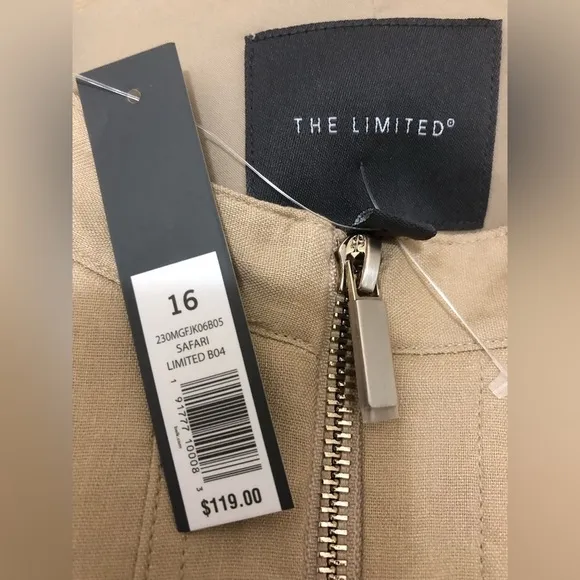 THE LIMITED®
16
230MGFJK06B05
SAFARI
LIMITED B04
1 91777 10008 3
$119.00